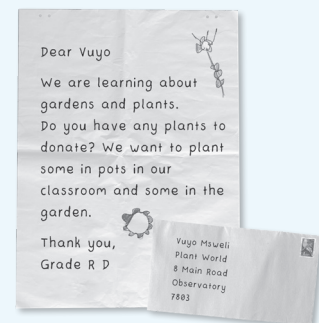 Dear Vuyo
We are learning about
gardens and plants.
Do you have any plants to
donate? We want to plant
some in pots in our
classroom and some in the
garden.
Thank you,
Grade R D
Vuyo Msweli
Plant World
8 Main Road
Observatory
7803